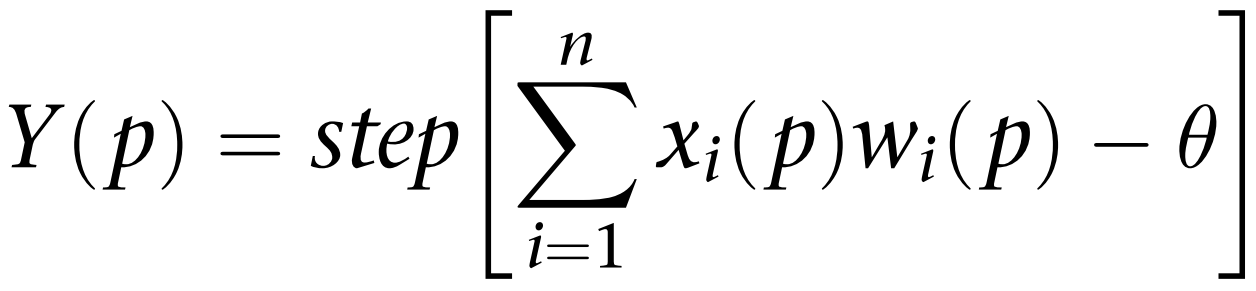 Y(p) = step[∑_{i=1}^{n} x_i(p)w_i(p) − θ]